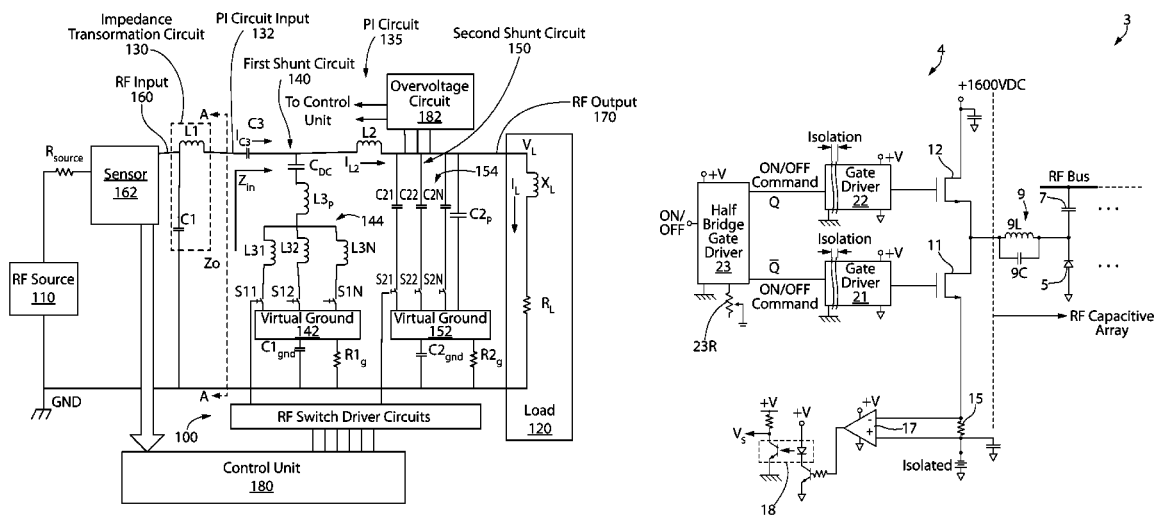 Impedance
Transormation Circuit
130
PI Circuit Input
132
PI Circuit
135
Second Shunt Circuit
150
First Shunt Circuit
140
RF Input
160
To Control
Unit
Overvoltage
Circuit
182
RF Output
170
A
L1
C3
I_C3
L2
I_L2
V_L
R_source
Sensor
162
Z_in
C_DC
L3_P
144
C21
C22
C2N
154
C2_P
I_L
X_L
C1
L31
L32
L3N
Zo
RF Source
110
S11
S12
S1N
S21
S22
S2N
R_L
Virtual Ground
142
Virtual Ground
152
C1_gnd
R1_g
C2_gnd
R2_g
GND
A
100
RF Switch Driver Circuits
Load
120
Control Unit
180
3
4
+1600VDC
Isolation
+V
12
ON/OFF
Command
Q
Gate
Driver
22
RF Bus
7
...
9
9L
9C
5
...
+V
ON/
OFF
Half
Bridge
Gate
Driver
23
Isolation
+V
11
Q̅
ON/OFF
Command
Gate
Driver
21
23R
RF Capacitive
Array
+V
+V
+V
15
17
-
+
V_s
18
Isolated